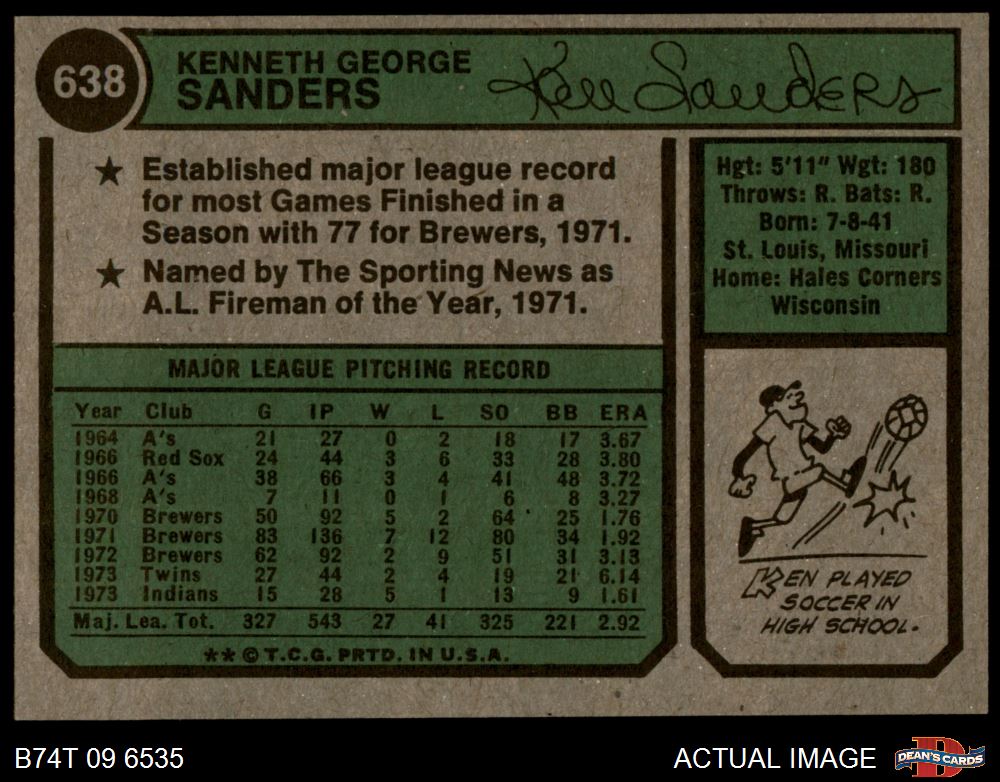 638
KENNETH GEORGE
SANDERS
Ken Sanders
★ Established major league record
for most Games Finished in a
Season with 77 for Brewers, 1971.
★ Named by The Sporting News as
A.L. Fireman of the Year, 1971.
Hgt: 5'11" Wgt: 180
Throws: R. Bats: R.
Born: 7-8-41
St. Louis, Missouri
Home: Hales Corners
Wisconsin
MAJOR LEAGUE PITCHING RECORD
Year Club G IP W L SO BB ERA
1964 A's 21 27 0 2 18 17 3.67
1966 Red Sox 24 44 3 6 33 28 3.80
1966 A's 38 66 3 4 41 48 3.72
1968 A's 7 11 0 1 6 8 3.27
1970 Brewers 50 92 5 2 64 25 1.76
1971 Brewers 83 136 7 12 80 34 1.92
1972 Brewers 62 92 2 9 51 31 3.13
1973 Twins 27 44 2 4 19 21 6.14
1973 Indians 15 28 5 1 13 9 1.61
Maj. Lea. Tot. 327 543 27 41 325 221 2.92
** © T.C.G. PRTD. IN U.S.A.
KEN PLAYED
SOCCER IN
HIGH SCHOOL.
B74T 09 6535
ACTUAL IMAGE
D
DEAN'S CARDS